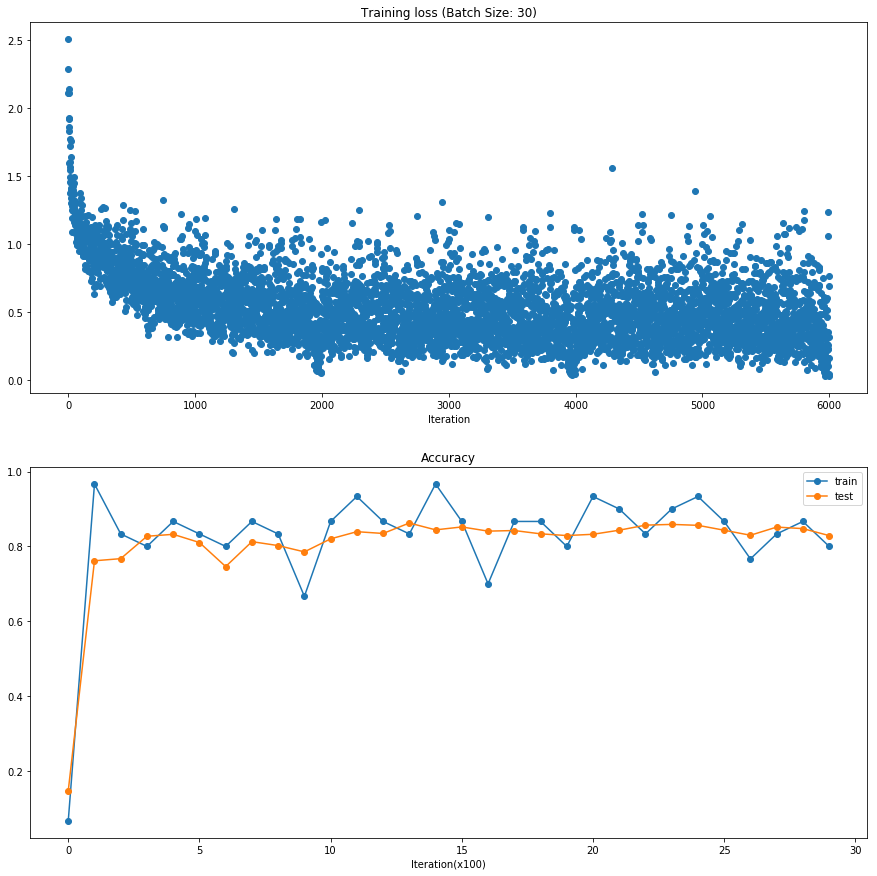 Training loss (Batch Size: 30)
2.5
2.0
1.5
1.0
0.5
0.0
0 1000 2000 3000 4000 5000 6000
Iteration
Accuracy
1.0
train
test
0.8
0.6
0.4
0.2
0 5 10 15 20 25 30
Iteration(x100)